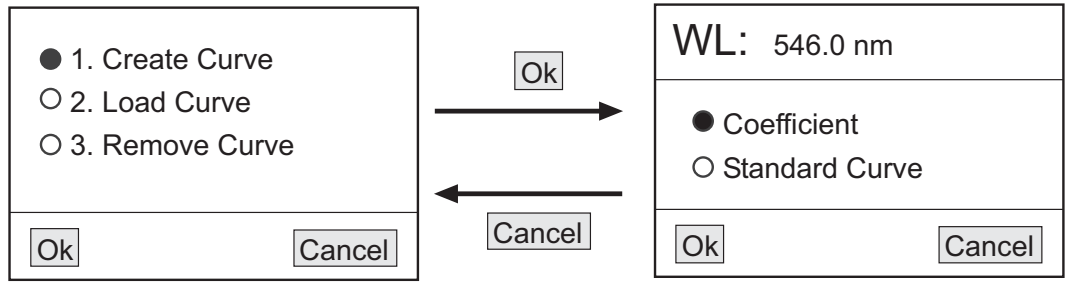 1. Create Curve
2. Load Curve
3. Remove Curve
Ok
Cancel
Ok
Cancel
WL: 546.0 nm
Coefficient
Standard Curve
Ok
Cancel